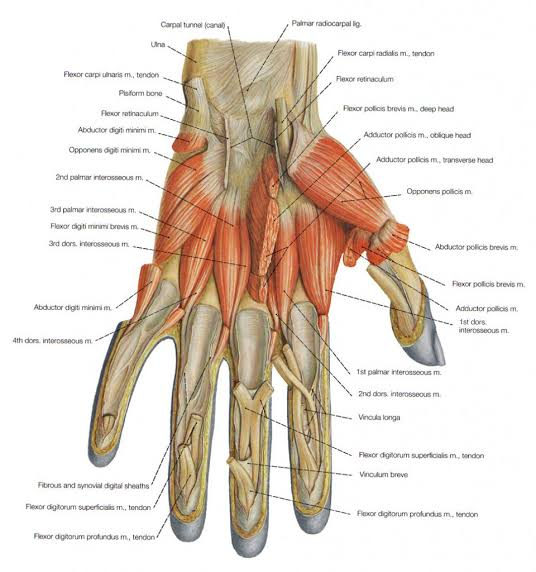 Carpal tunnel (canal)
Palmar radiocarpal lig.
Ulna
Flexor carpi radialis m., tendon
Flexor carpi ulnaris m., tendon
Flexor retinaculum
Pisiform bone
Flexor pollicis brevis m., deep head
Flexor retinaculum
Abductor digiti minimi m.
Adductor pollicis m., oblique head
Opponens digiti minimi m.
Adductor pollicis m., transverse head
2nd palmar interosseous m.
Opponens pollicis m.
3rd palmar interosseous m.
Flexor digiti minimi brevis m.
3rd dors. interosseous m.
Abductor pollicis brevis m.
Flexor pollicis brevis m.
Abductor digiti minimi m.
Adductor pollicis m.
1st dors.
interosseous m.
4th dors. interosseous m.
1st palmar interosseous m.
2nd dors. interosseous m.
Vincula longa
Flexor digitorum superficialis m., tendon
Vinculum breve
Fibrous and synovial digital sheaths
Flexor digitorum superficialis m., tendon
Flexor digitorum profundus m., tendon
Flexor digitorum profundus m., tendon